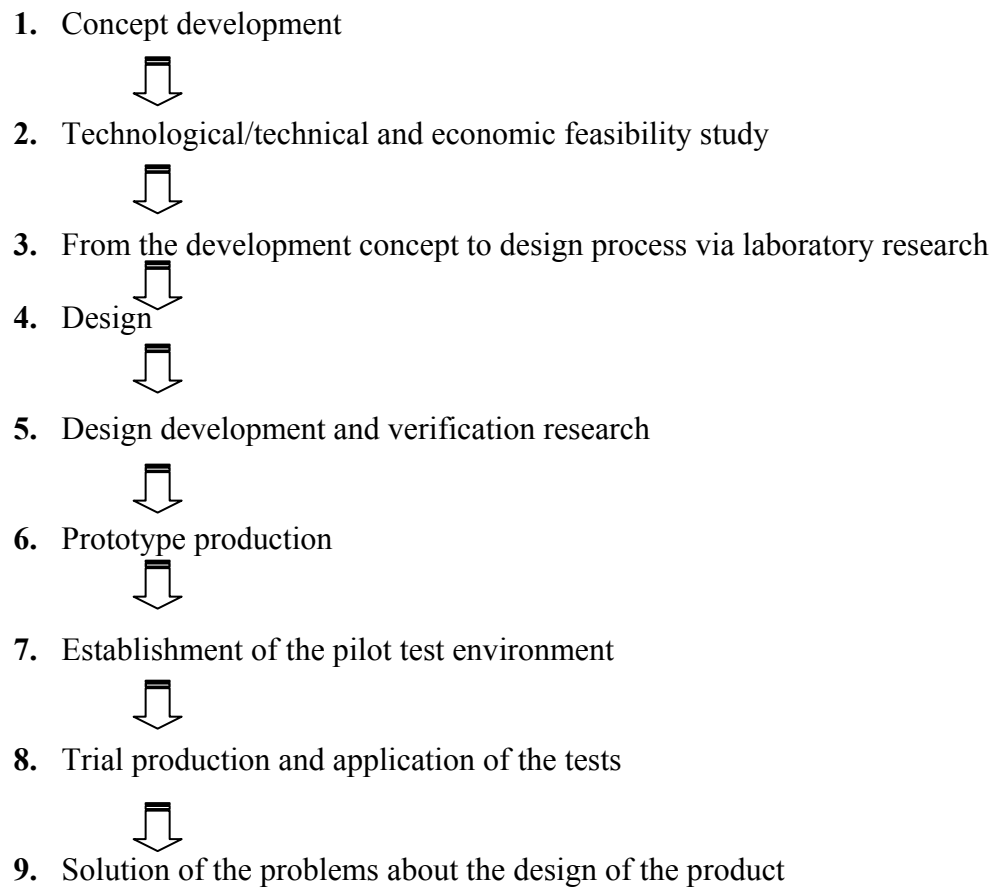 1. Concept development
2. Technological/technical and economic feasibility study
3. From the development concept to design process via laboratory research
4. Design
5. Design development and verification research
6. Prototype production
7. Establishment of the pilot test environment
8. Trial production and application of the tests
9. Solution of the problems about the design of the product